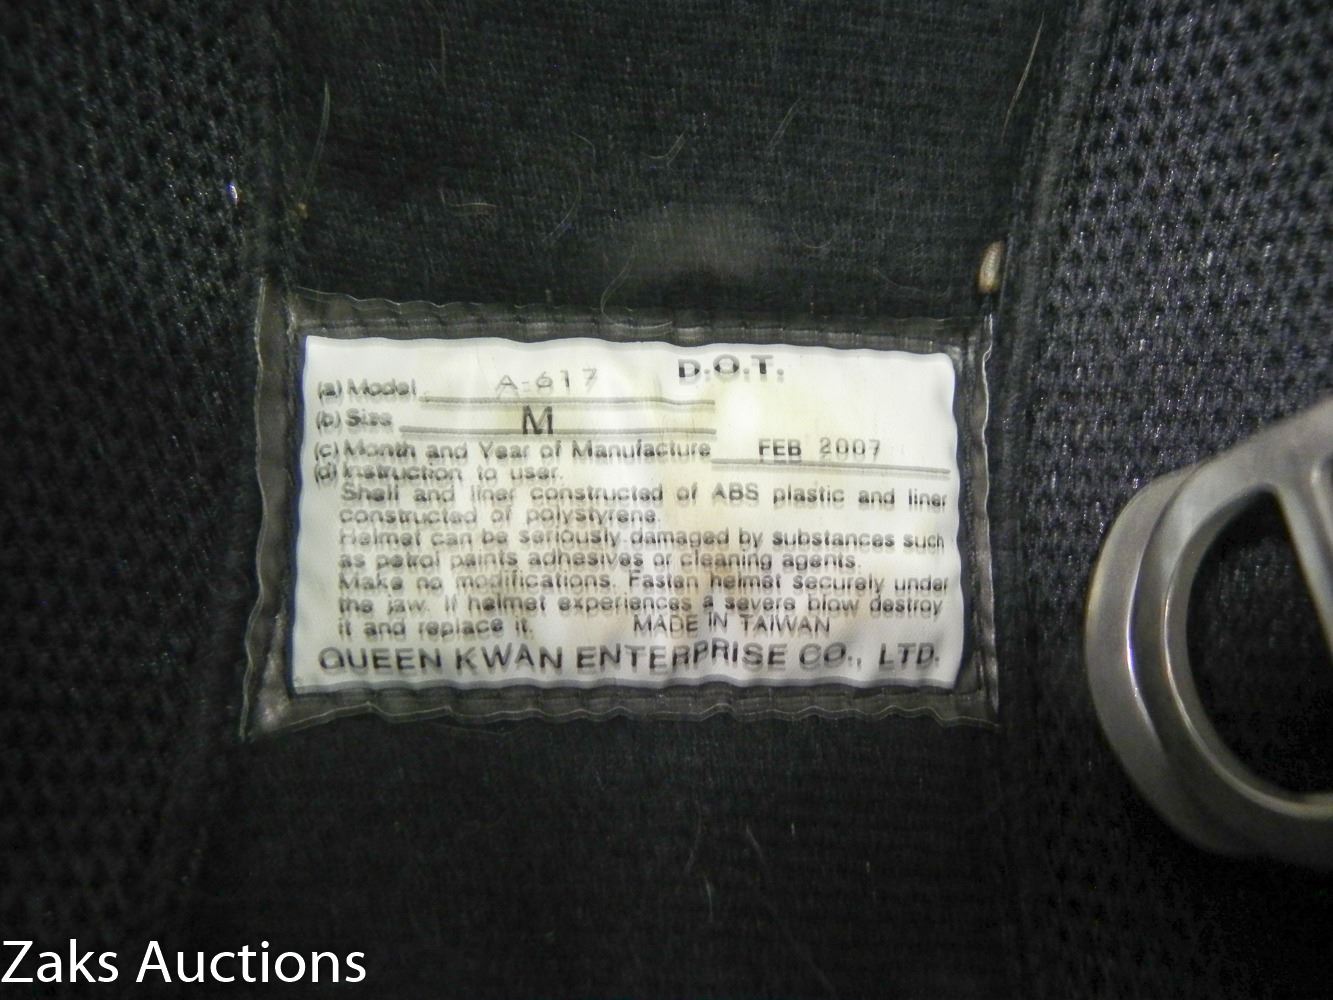 D.O.T.
(a) Model A-617
(b) Size M
(c) Month and Year of Manufacture FEB 2007
(d) Instruction to user.
Shell and liner constructed of ABS plastic and liner
constructed of polystyrene.
Helmet can be seriously damaged by substances such
as petrol paints adhesives or cleaning agents.
Make no modifications. Fasten helmet securely under
the jaw. If helmet experiences a severe blow destroy
it and replace it. MADE IN TAIWAN
QUEEN KWAN ENTERPRISE CO., LTD.
Zaks Auctions